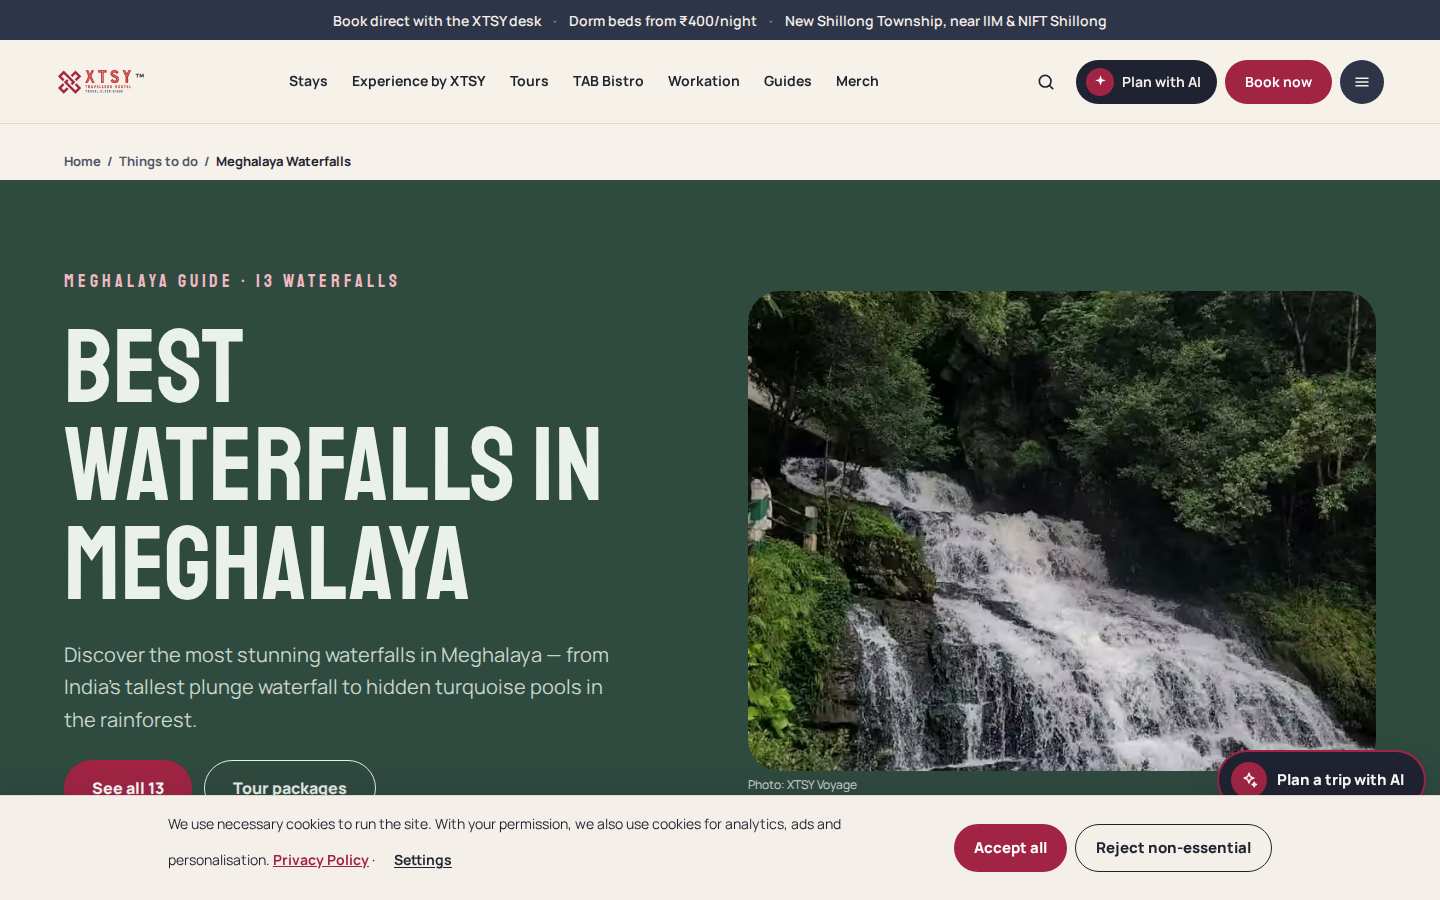 Book direct with the XTSY desk · Dorm beds from ₹400/night · New Shillong Township, near IIM & NIFT Shillong
XTSY™
Stays Experience by XTSY Tours TAB Bistro Workation Guides Merch Plan with AI Book now
Home / Things to do / Meghalaya Waterfalls
MEGHALAYA GUIDE · 13 WATERFALLS
BEST
WATERFALLS IN
MEGHALAYA
Discover the most stunning waterfalls in Meghalaya — from
India's tallest plunge waterfall to hidden turquoise pools in
the rainforest.
See all 13 Tour packages
Photo: XTSY Voyage
Plan a trip with AI
We use necessary cookies to run the site. With your permission, we also use cookies for analytics, ads and
personalisation. Privacy Policy · Settings
Accept all Reject non-essential